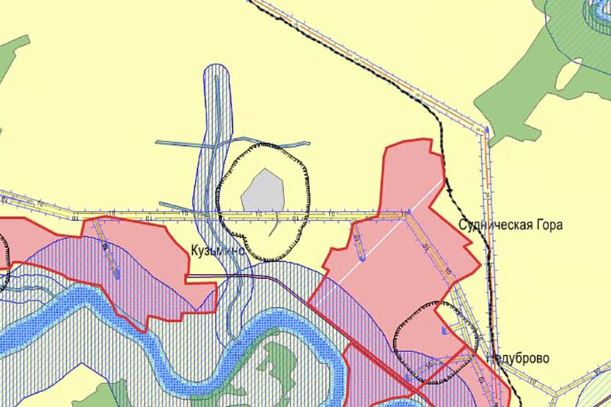 Судническая Гора
Кузьмино
Недуброво